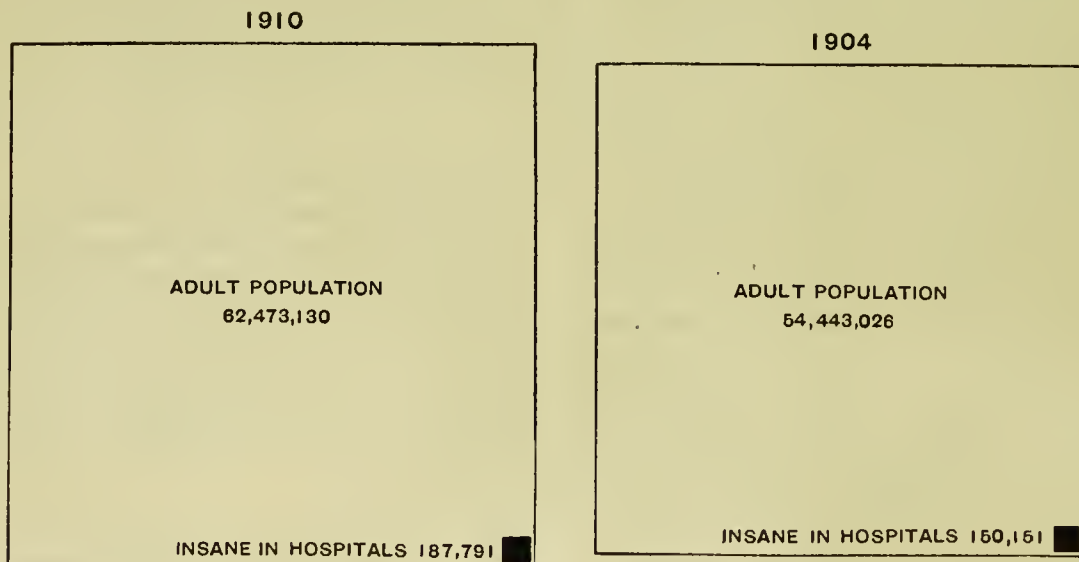 1910
ADULT POPULATION
62,473,130
INSANE IN HOSPITALS 187,791
1904
ADULT POPULATION
54,443,026
INSANE IN HOSPITALS 150,151